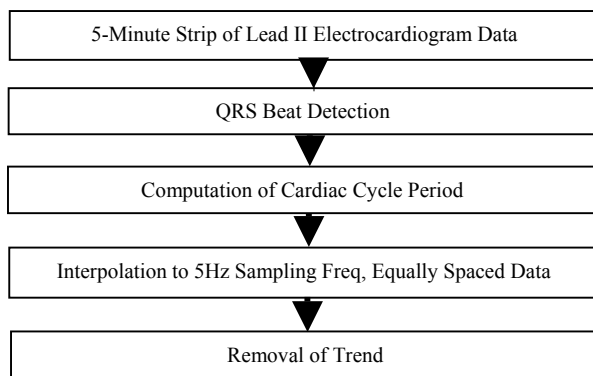 5-Minute Strip of Lead II Electrocardiogram Data
QRS Beat Detection
Computation of Cardiac Cycle Period
Interpolation to 5Hz Sampling Freq, Equally Spaced Data
Removal of Trend